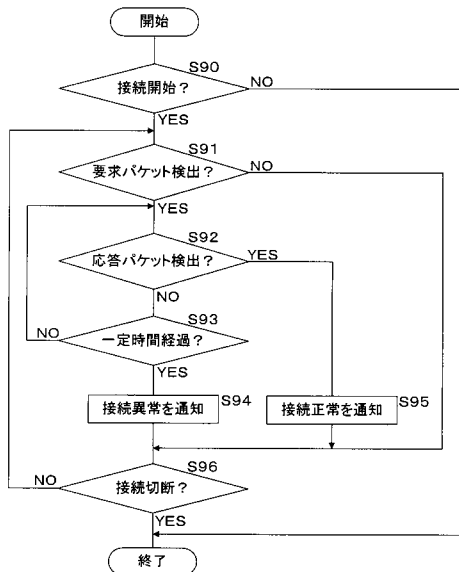 開始
S90
接続開始？
NO
YES
S91
要求パケット検出？
NO
YES
S92
応答パケット検出？
YES
NO
S93
一定時間経過？
NO
YES
S94
接続異常を通知
S95
接続正常を通知
S96
接続切断？
NO
YES
終了